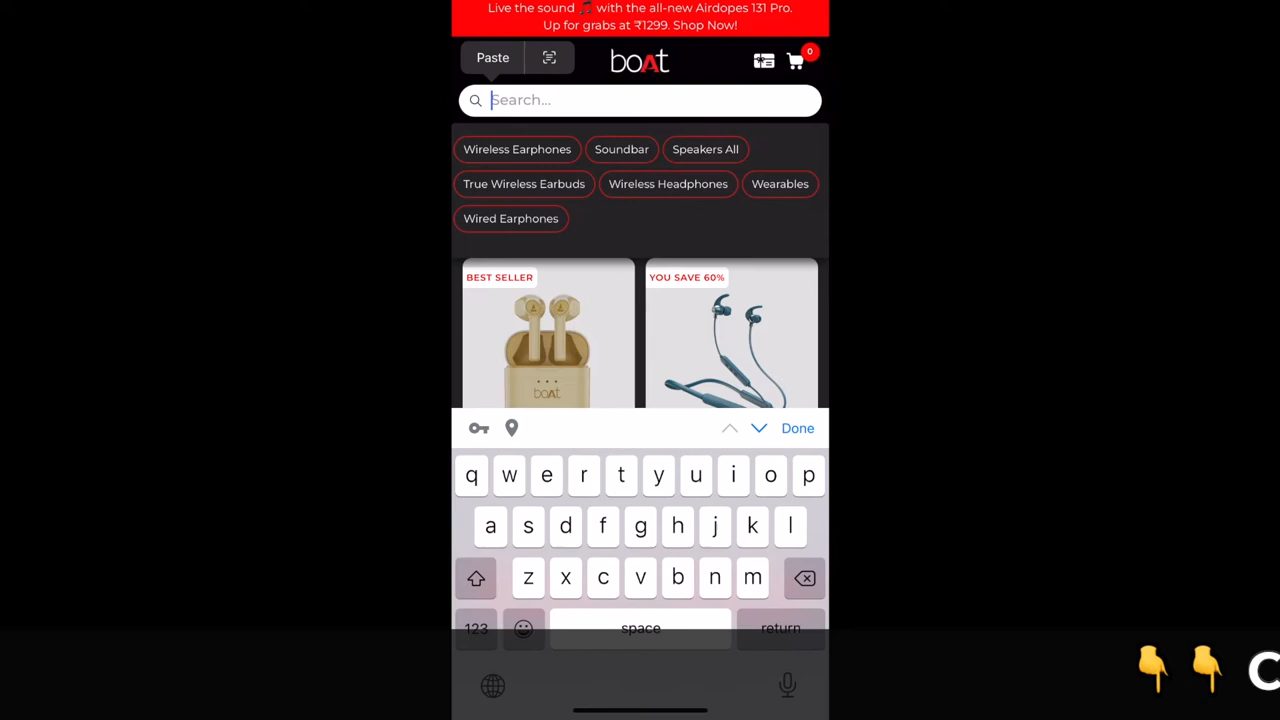 Live the sound 🎵 with the all-new Airdopes 131 Pro.
Up for grabs at ₹1299. Shop Now!
Paste
boAt
0
Search...
Wireless Earphones Soundbar Speakers All
True Wireless Earbuds Wireless Headphones Wearables
Wired Earphones
BEST SELLER YOU SAVE 60%
boAt
Done
q w e r t y u i o p
a s d f g h j k l
z x c v b n m
123 space return
👇 👇 C